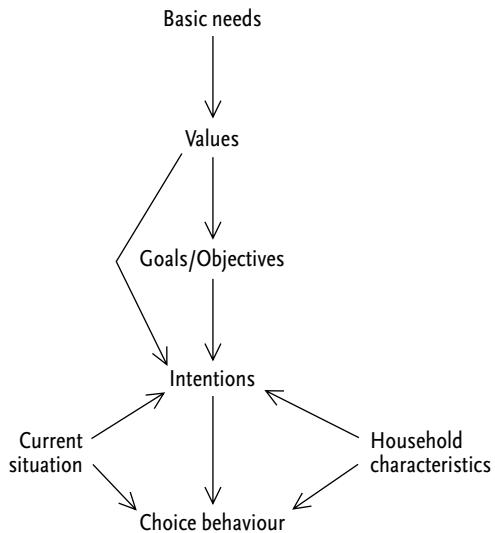 Basic needs
Values
Goals/Objectives
Intentions
Current
situation
Household
characteristics
Choice behaviour